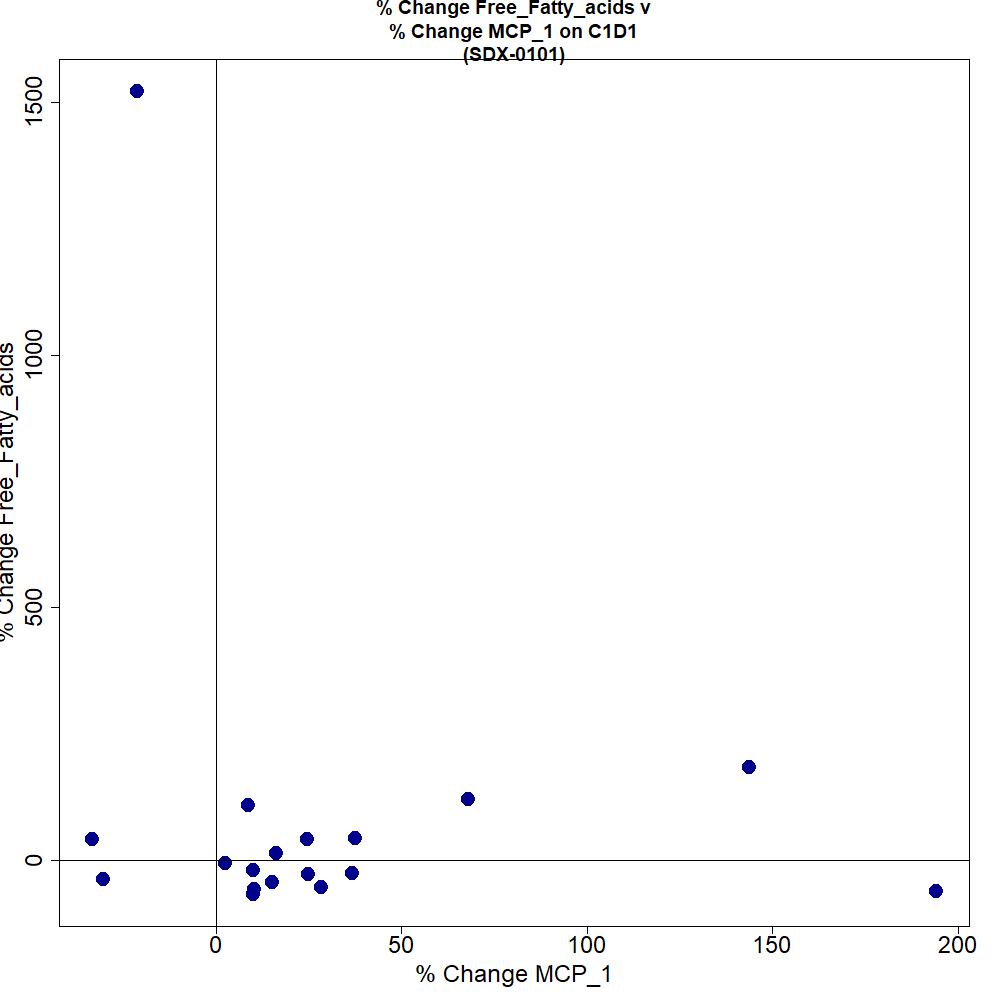 % Change Free_Fatty_acids v
% Change MCP_1 on C1D1
(SDX-0101)
% Change Free_Fatty_acids
1500
1000
500
0
0
50
100
150
200
% Change MCP_1